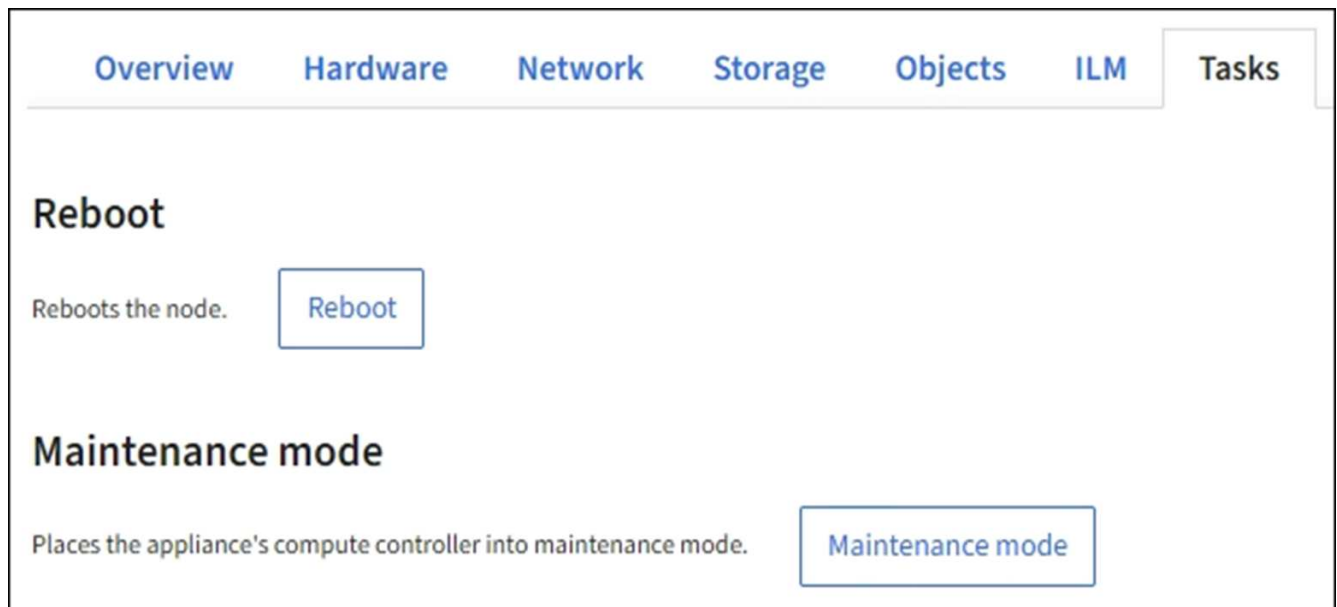 Overview Hardware Network Storage Objects ILM Tasks
Reboot
Reboots the node. Reboot
Maintenance mode
Places the appliance's compute controller into maintenance mode. Maintenance mode